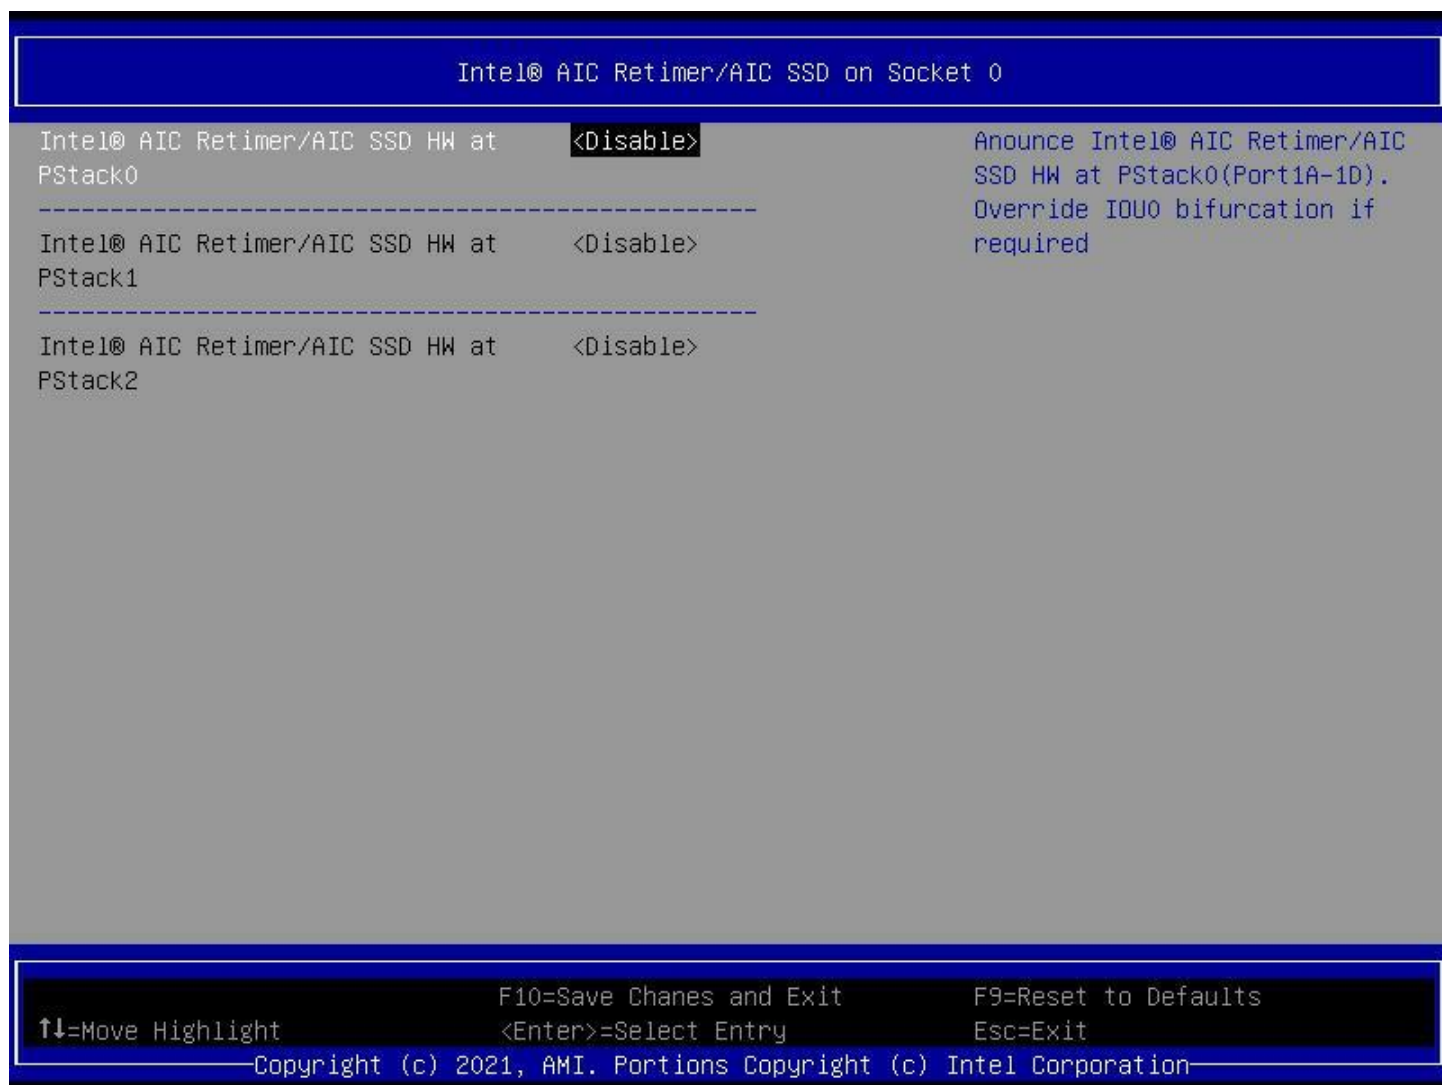 Intel® AIC Retimer/AIC SSD on Socket 0
Intel® AIC Retimer/AIC SSD HW at <Disable>
PStack0
--------------------------------------------------
Intel® AIC Retimer/AIC SSD HW at <Disable>
PStack1
--------------------------------------------------
Intel® AIC Retimer/AIC SSD HW at <Disable>
PStack2
Anounce Intel® AIC Retimer/AIC
SSD HW at PStack0(Port1A-1D).
Override IOU0 bifurcation if
required
F10=Save Chanes and Exit F9=Reset to Defaults
↑↓=Move Highlight <Enter>=Select Entry Esc=Exit
Copyright (c) 2021, AMI. Portions Copyright (c) Intel Corporation